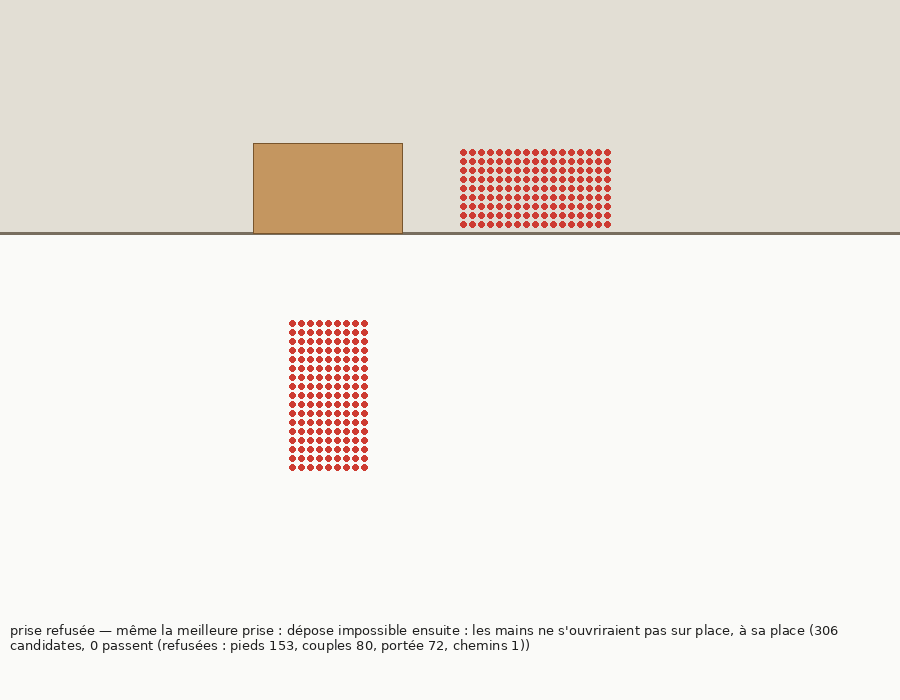 prise refusée — même la meilleure prise : dépose impossible ensuite : les mains ne s'ouvriraient pas sur place, à sa place (306
candidates, 0 passent (refusées : pieds 153, couples 80, portée 72, chemins 1))